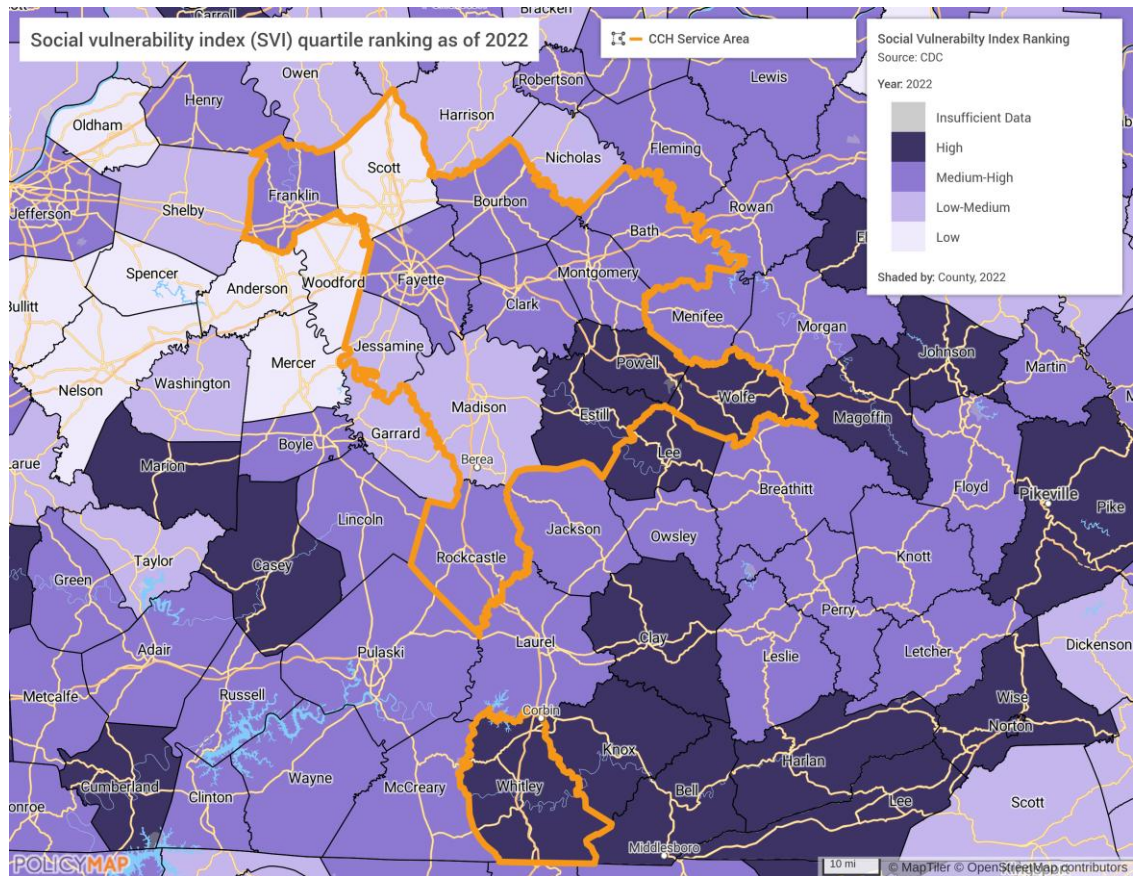 Carroll
Bracken
Social vulnerability index (SVI) quartile ranking as of 2022
CCH Service Area
Social Vulnerabilty Index Ranking
Source: CDC
Year: 2022
Insufficient Data
High
Medium-High
Low-Medium
Low
Shaded by: County, 2022
Owen
Robertson
Lewis
Henry
Harrison
Oldham
Nicholas
Fleming
Scott
Franklin
Jefferson
Shelby
Bourbon
Rowan
Bath
Spencer
Anderson
Woodford
Fayette
Montgomery
Bullitt
Clark
Menifee
Morgan
Jessamine
Johnson
Mercer
Powell
Martin
Nelson
Washington
Wolfe
Madison
Estill
Magoffin
Garrard
Boyle
Larue
Marion
Berea
Lee
Breathitt
Floyd
Pikeville
Pike
Lincoln
Jackson
Owsley
Knott
Taylor
Casey
Rockcastle
Green
Perry
Clay
Laurel
Adair
Pulaski
Leslie
Letcher
Dickenson
Metcalfe
Russell
Wise
Norton
Corbin
Knox
Wayne
Harlan
Cumberland
McCreary
Whitley
Bell
Clinton
Lee
Scott
Middlesboro
POLICYMAP
10 mi
© MapTiler © OpenStreetMap contributors